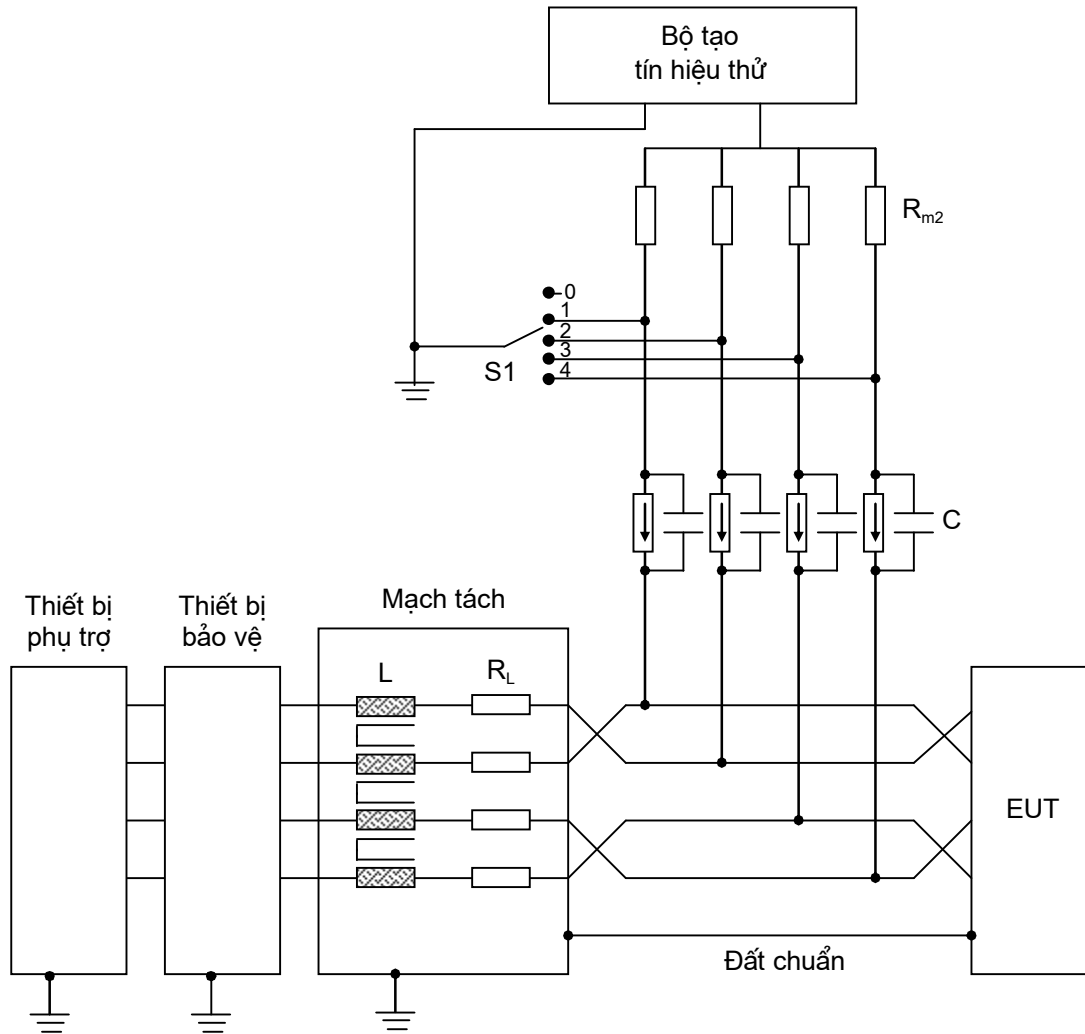 Bộ tạo
tín hiệu thử
Rm2
0
1
2
3
4
S1
C
Thiết bị
phụ trợ
Thiết bị
bảo vệ
Mạch tách
L
RL
EUT
Đất chuẩn